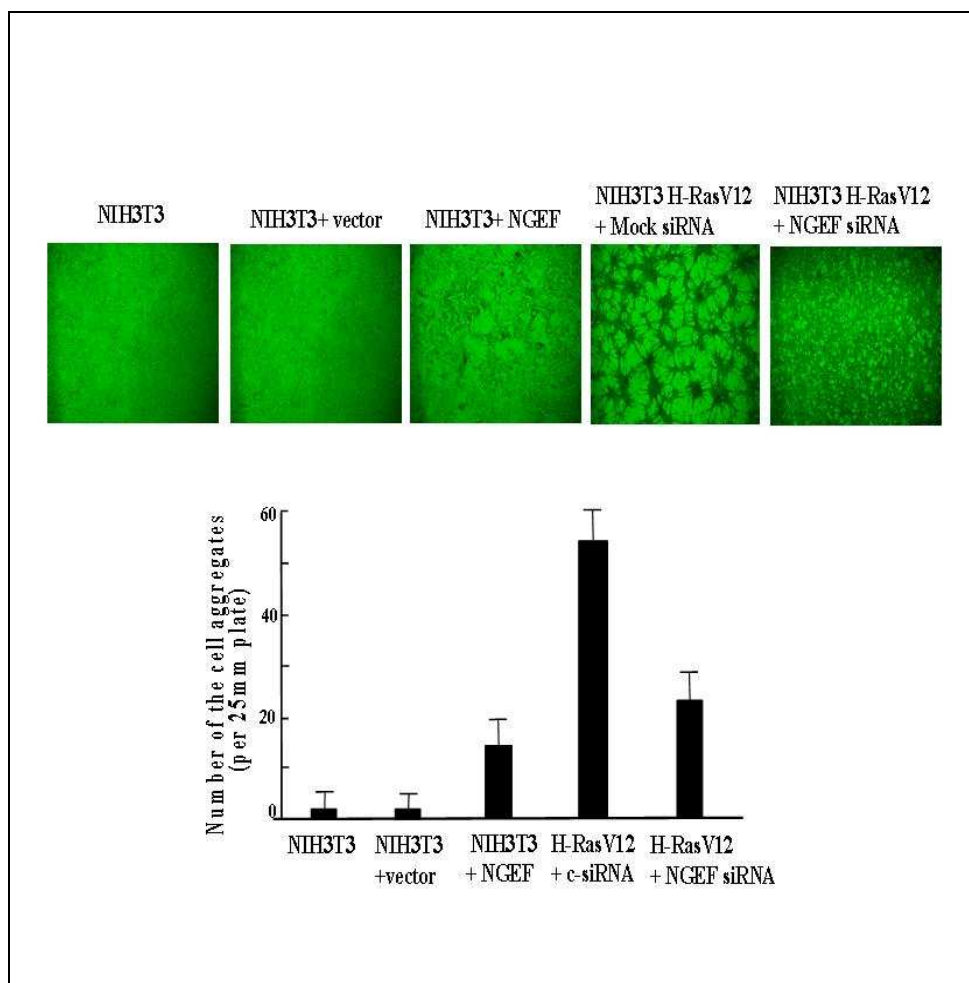 NIH3T3
NIH3T3+ vector
NIH3T3+ NGEF
NIH3T3 H-RasV12
+ Mock siRNA
NIH3T3 H-RasV12
+ NGEF siRNA
Number of the cell aggregates
(per 25mm plate)
60
40
20
0
NIH3T3
NIH3T3
+vector
NIH3T3
+ NGEF
H-RasV12
+ c-siRNA
H-RasV12
+ NGEF siRNA